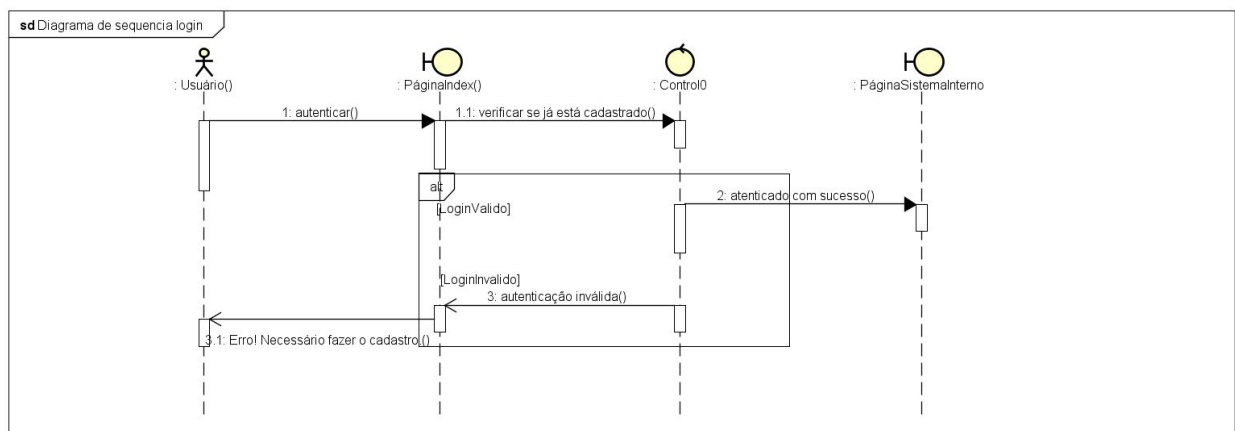 sd Diagrama de sequencia login
: Usuário()
: PáginaIndex()
: Control0
: PáginaSistemaInterno
1: autenticar()
1.1: verificar se já está cadastrado()
alt
2: atenticado com sucesso()
[LoginValido]
[LoginInvalido]
3: autenticação inválida()
3.1: Erro! Necessário fazer o cadastro.()